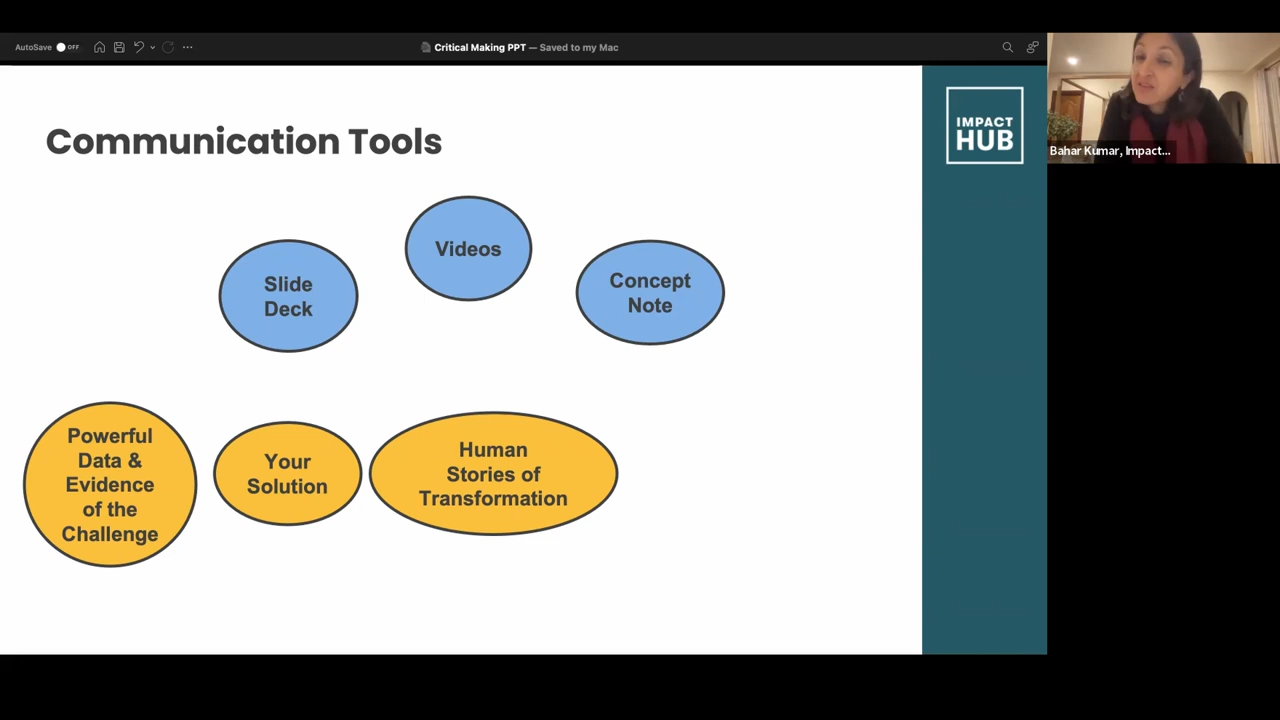 AutoSave OFF
Critical Making PPT — Saved to my Mac
Communication Tools
IMPACT
HUB
Bahar Kumar, Impact...
Videos
Slide
Deck
Concept
Note
Powerful
Data &
Evidence
of the
Challenge
Your
Solution
Human
Stories of
Transformation